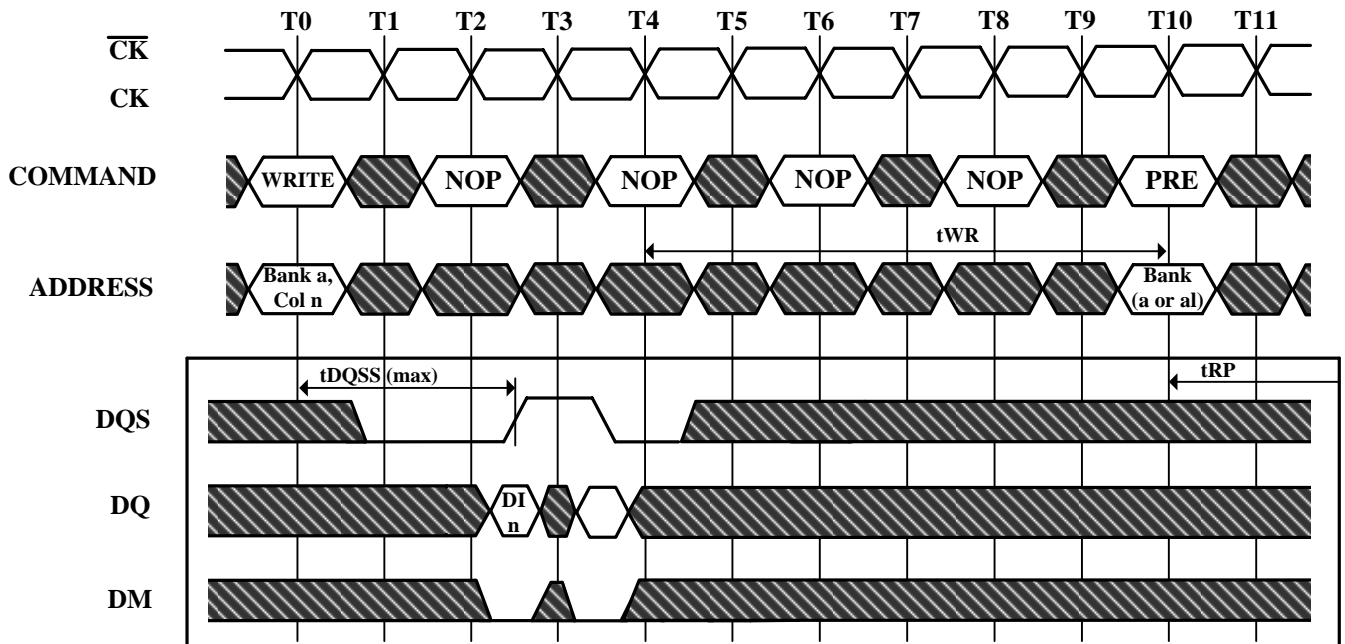 T0 T1 T2 T3 T4 T5 T6 T7 T8 T9 T10 T11
CK
CK
COMMAND
WRITE NOP NOP NOP NOP PRE
tWR
ADDRESS
Bank a,
Col n
Bank
(a or al)
tDQSS (max)
tRP
DQS
DQ
DI
n
DM